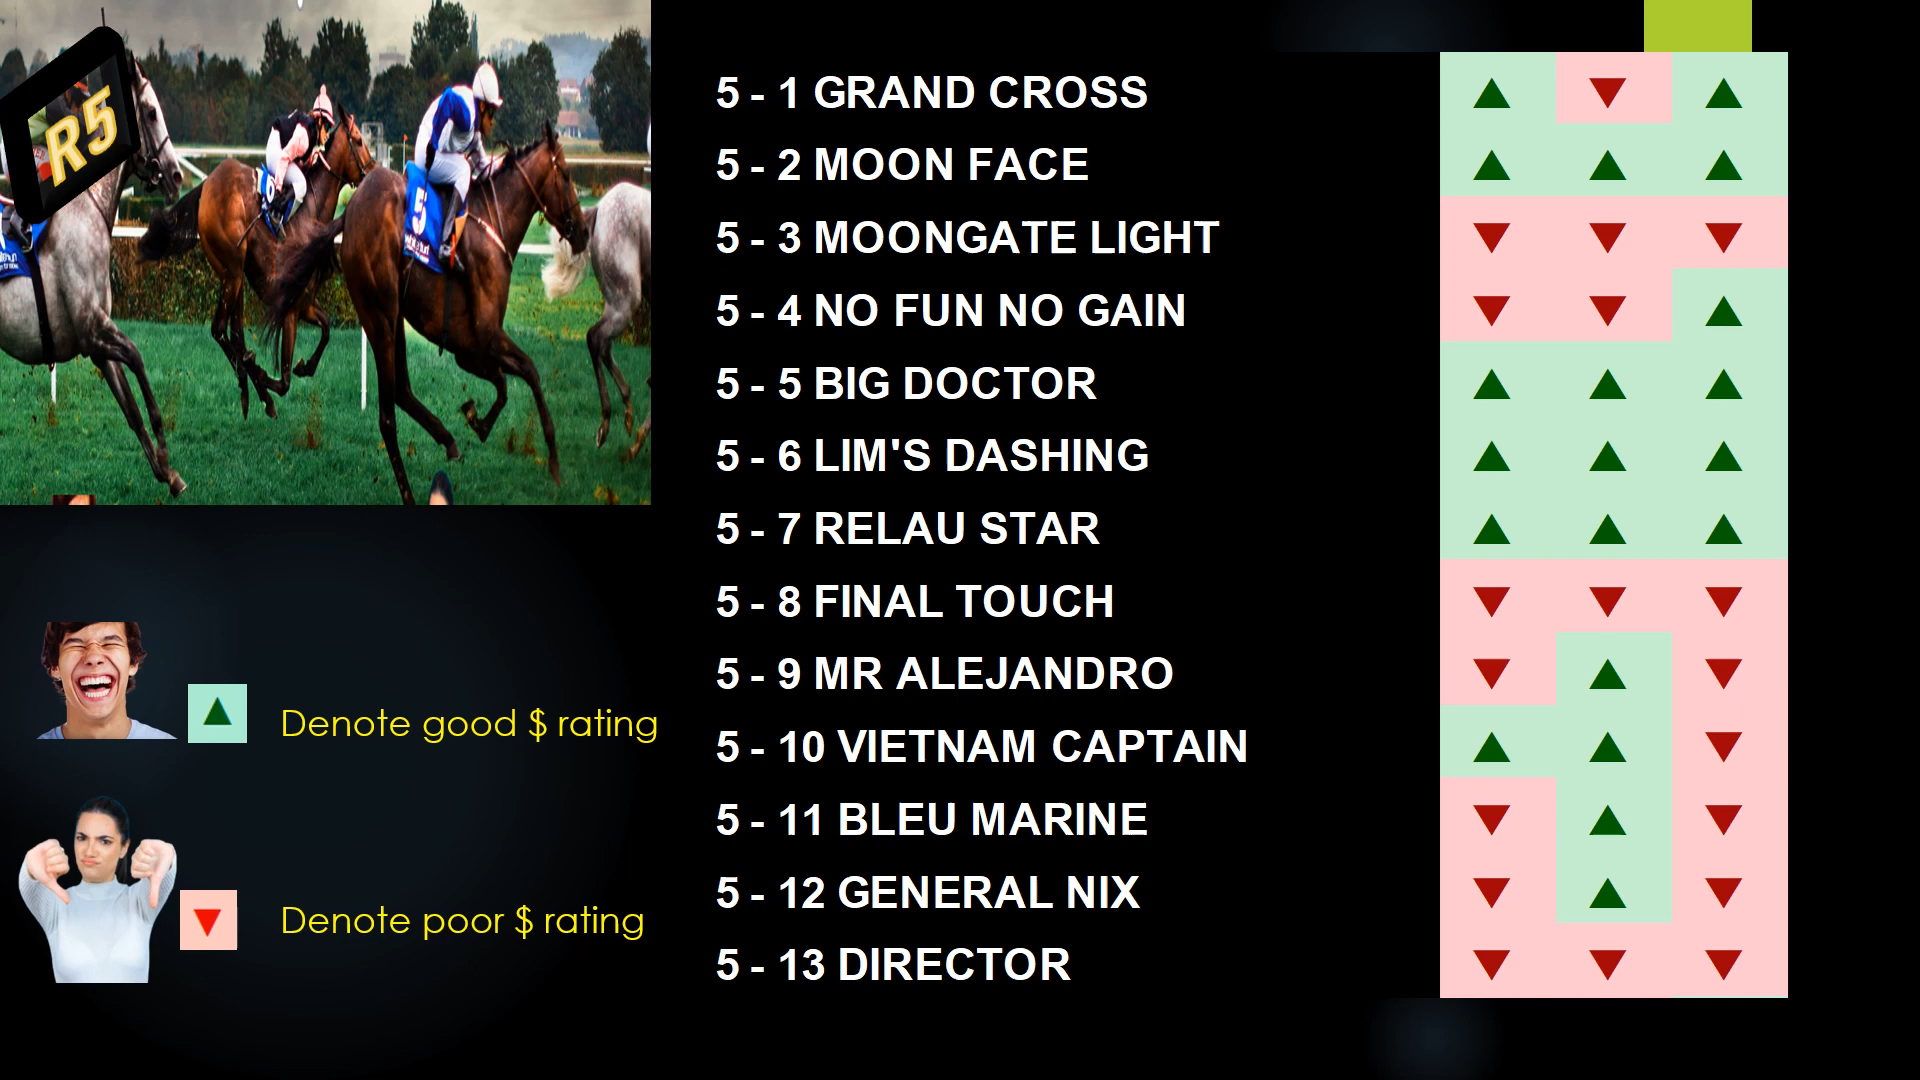 R5
5
6
5 - 1 GRAND CROSS
5 - 2 MOON FACE
5 - 3 MOONGATE LIGHT
5 - 4 NO FUN NO GAIN
5 - 5 BIG DOCTOR
5 - 6 LIM'S DASHING
5 - 7 RELAU STAR
5 - 8 FINAL TOUCH
5 - 9 MR ALEJANDRO
5 - 10 VIETNAM CAPTAIN
5 - 11 BLEU MARINE
5 - 12 GENERAL NIX
5 - 13 DIRECTOR
Denote good $ rating
Denote poor $ rating